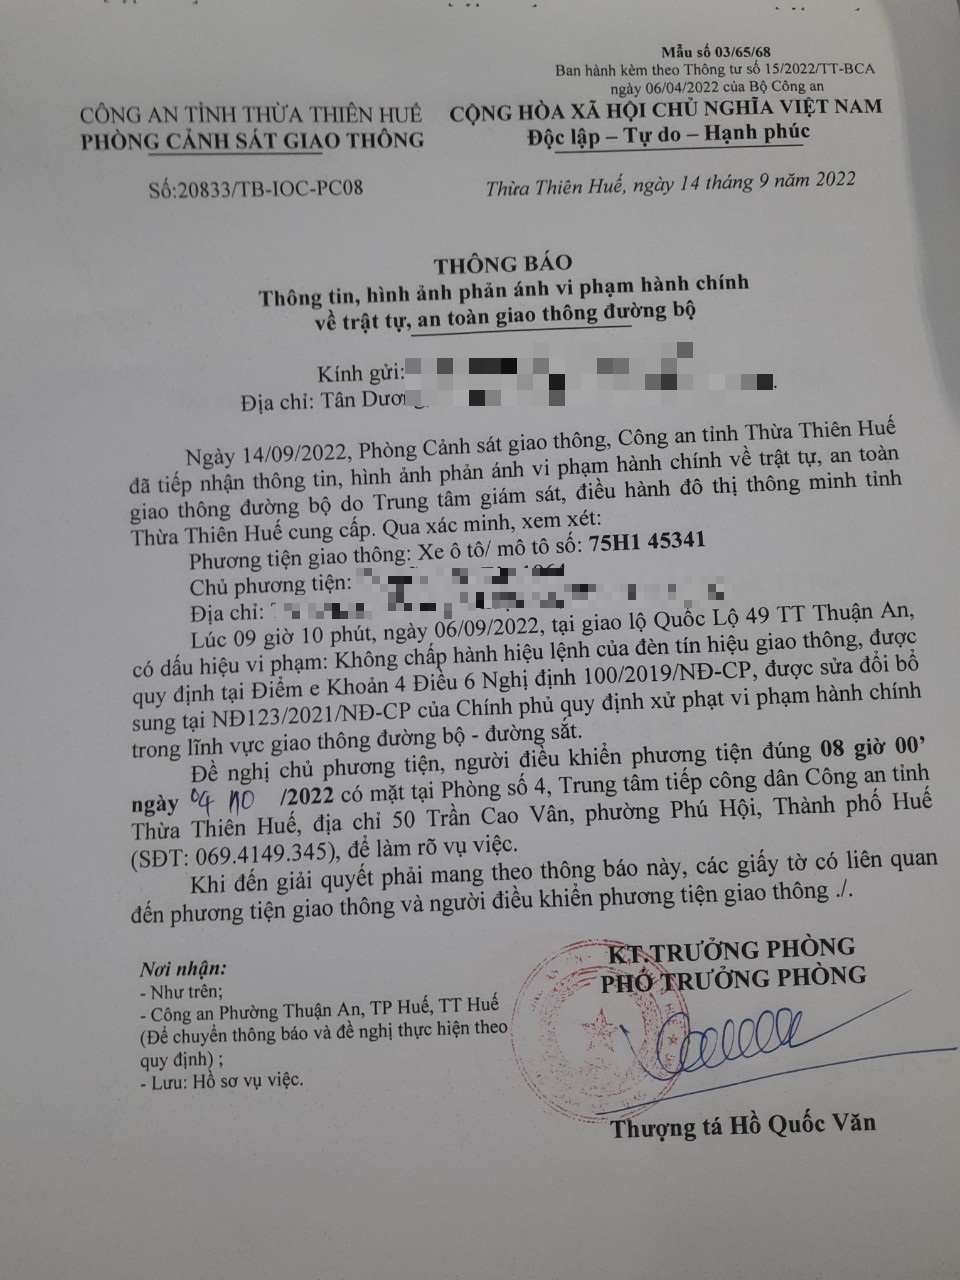 Mẫu số 03/65/68
Ban hành kèm theo Thông tư số 15/2022/TT-BCA
ngày 06/04/2022 của Bộ Công an
CÔNG AN TỈNH THỪA THIÊN HUẾ
PHÒNG CẢNH SÁT GIAO THÔNG
CỘNG HÒA XÃ HỘI CHỦ NGHĨA VIỆT NAM
Độc lập – Tự do – Hạnh phúc
Số:20833/TB-IOC-PC08
Thừa Thiên Huế, ngày 14 tháng 9 năm 2022
THÔNG BÁO
Thông tin, hình ảnh phản ánh vi phạm hành chính
về trật tự, an toàn giao thông đường bộ
Kính gửi:
Địa chỉ: Tân
Ngày 14/09/2022, Phòng Cảnh sát giao thông, Công an tỉnh Thừa Thiên Huế
đã tiếp nhận thông tin, hình ảnh phản ánh vi phạm hành chính về trật tự, an toàn
giao thông đường bộ do Trung tâm giám sát, điều hành đô thị thông minh tỉnh
Thừa Thiên Huế cung cấp. Qua xác minh, xem xét:
Phương tiện giao thông: Xe ô tô/ mô tô số: 75H1 45341
Chủ phương tiện:
Địa chỉ:
Lúc 09 giờ 10 phút, ngày 06/09/2022, tại giao lộ Quốc Lộ 49 TT Thuận An,
có dấu hiệu vi phạm: Không chấp hành hiệu lệnh của đèn tín hiệu giao thông, được
quy định tại Điểm e Khoản 4 Điều 6 Nghị định 100/2019/NĐ-CP, được sửa đổi bổ
sung tại NĐ123/2021/NĐ-CP của Chính phủ quy định xử phạt vi phạm hành chính
trong lĩnh vực giao thông đường bộ - đường sắt.
Đề nghị chủ phương tiện, người điều khiển phương tiện đúng 08 giờ 00’
ngày 04 /10 /2022 có mặt tại Phòng số 4, Trung tâm tiếp công dân Công an tỉnh
Thừa Thiên Huế, địa chỉ 50 Trần Cao Vân, phường Phú Hội, Thành phố Huế
(SĐT: 069.4149.345), để làm rõ vụ việc.
Khi đến giải quyết phải mang theo thông báo này, các giấy tờ có liên quan
đến phương tiện giao thông và người điều khiển phương tiện giao thông ./.
Nơi nhận:
- Như trên;
- Công an Phường Thuận An, TP Huế, TT Huế
(Để chuyển thông báo và đề nghị thực hiện theo
quy định) ;
- Lưu: Hồ sơ vụ việc.
KT.TRƯỞNG PHÒNG
PHÓ TRƯỞNG PHÒNG
Thượng tá Hồ Quốc Văn